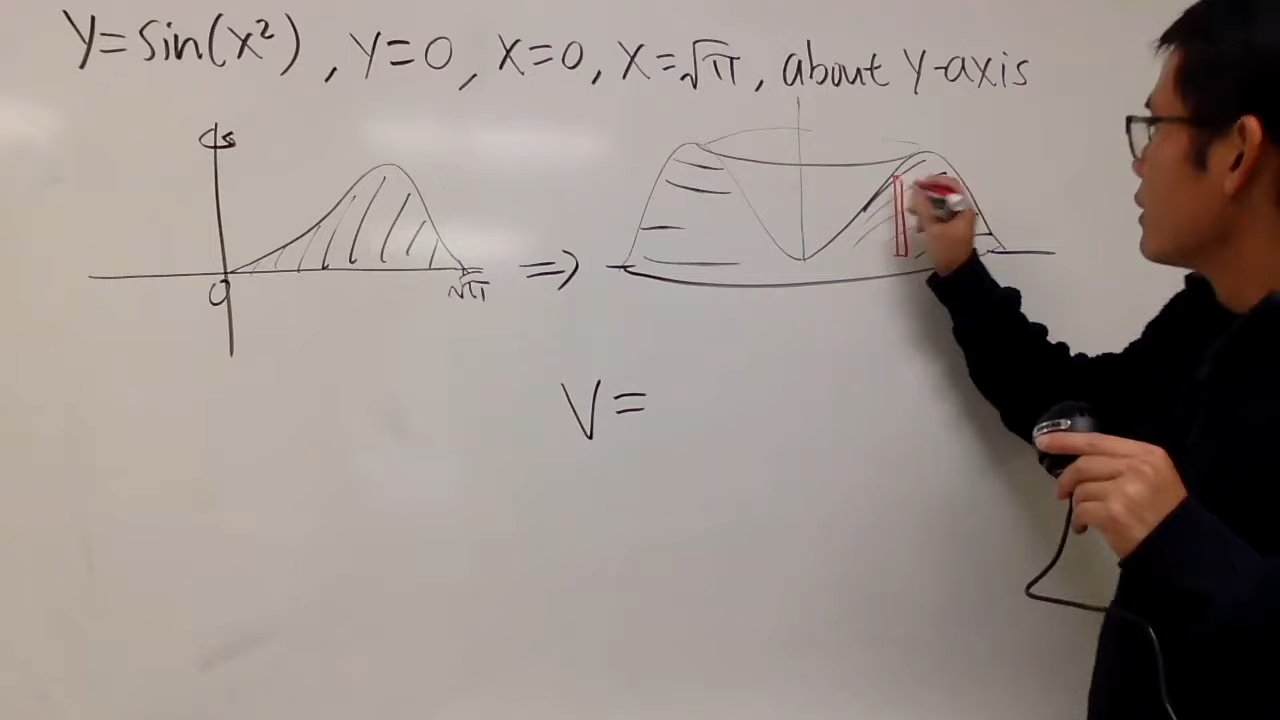 y=sin(x²), y=0, x=0, x=√π, about y-axis
0
√π
⇒
V=